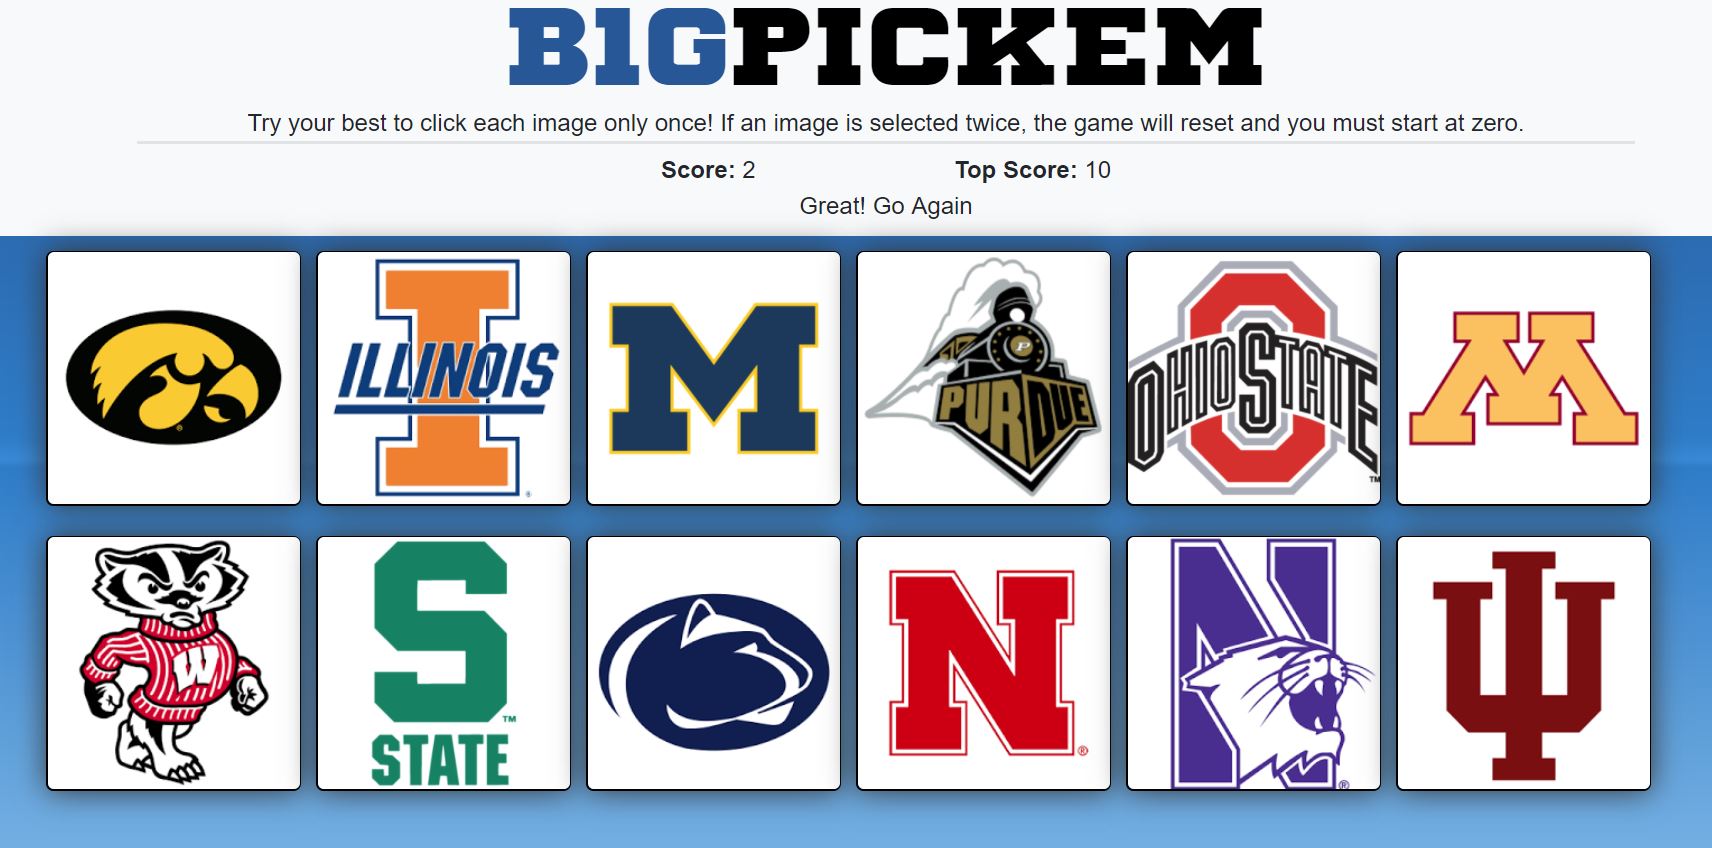 B1GPICKEM
Try your best to click each image only once! If an image is selected twice, the game will reset and you must start at zero.
Score: 2
Top Score: 10
Great! Go Again
ILLINOIS
I
®
M
P
PURDUE
OHIO STATE
O
TM
M
W
S
TM
STATE
N
®
N
®
IU